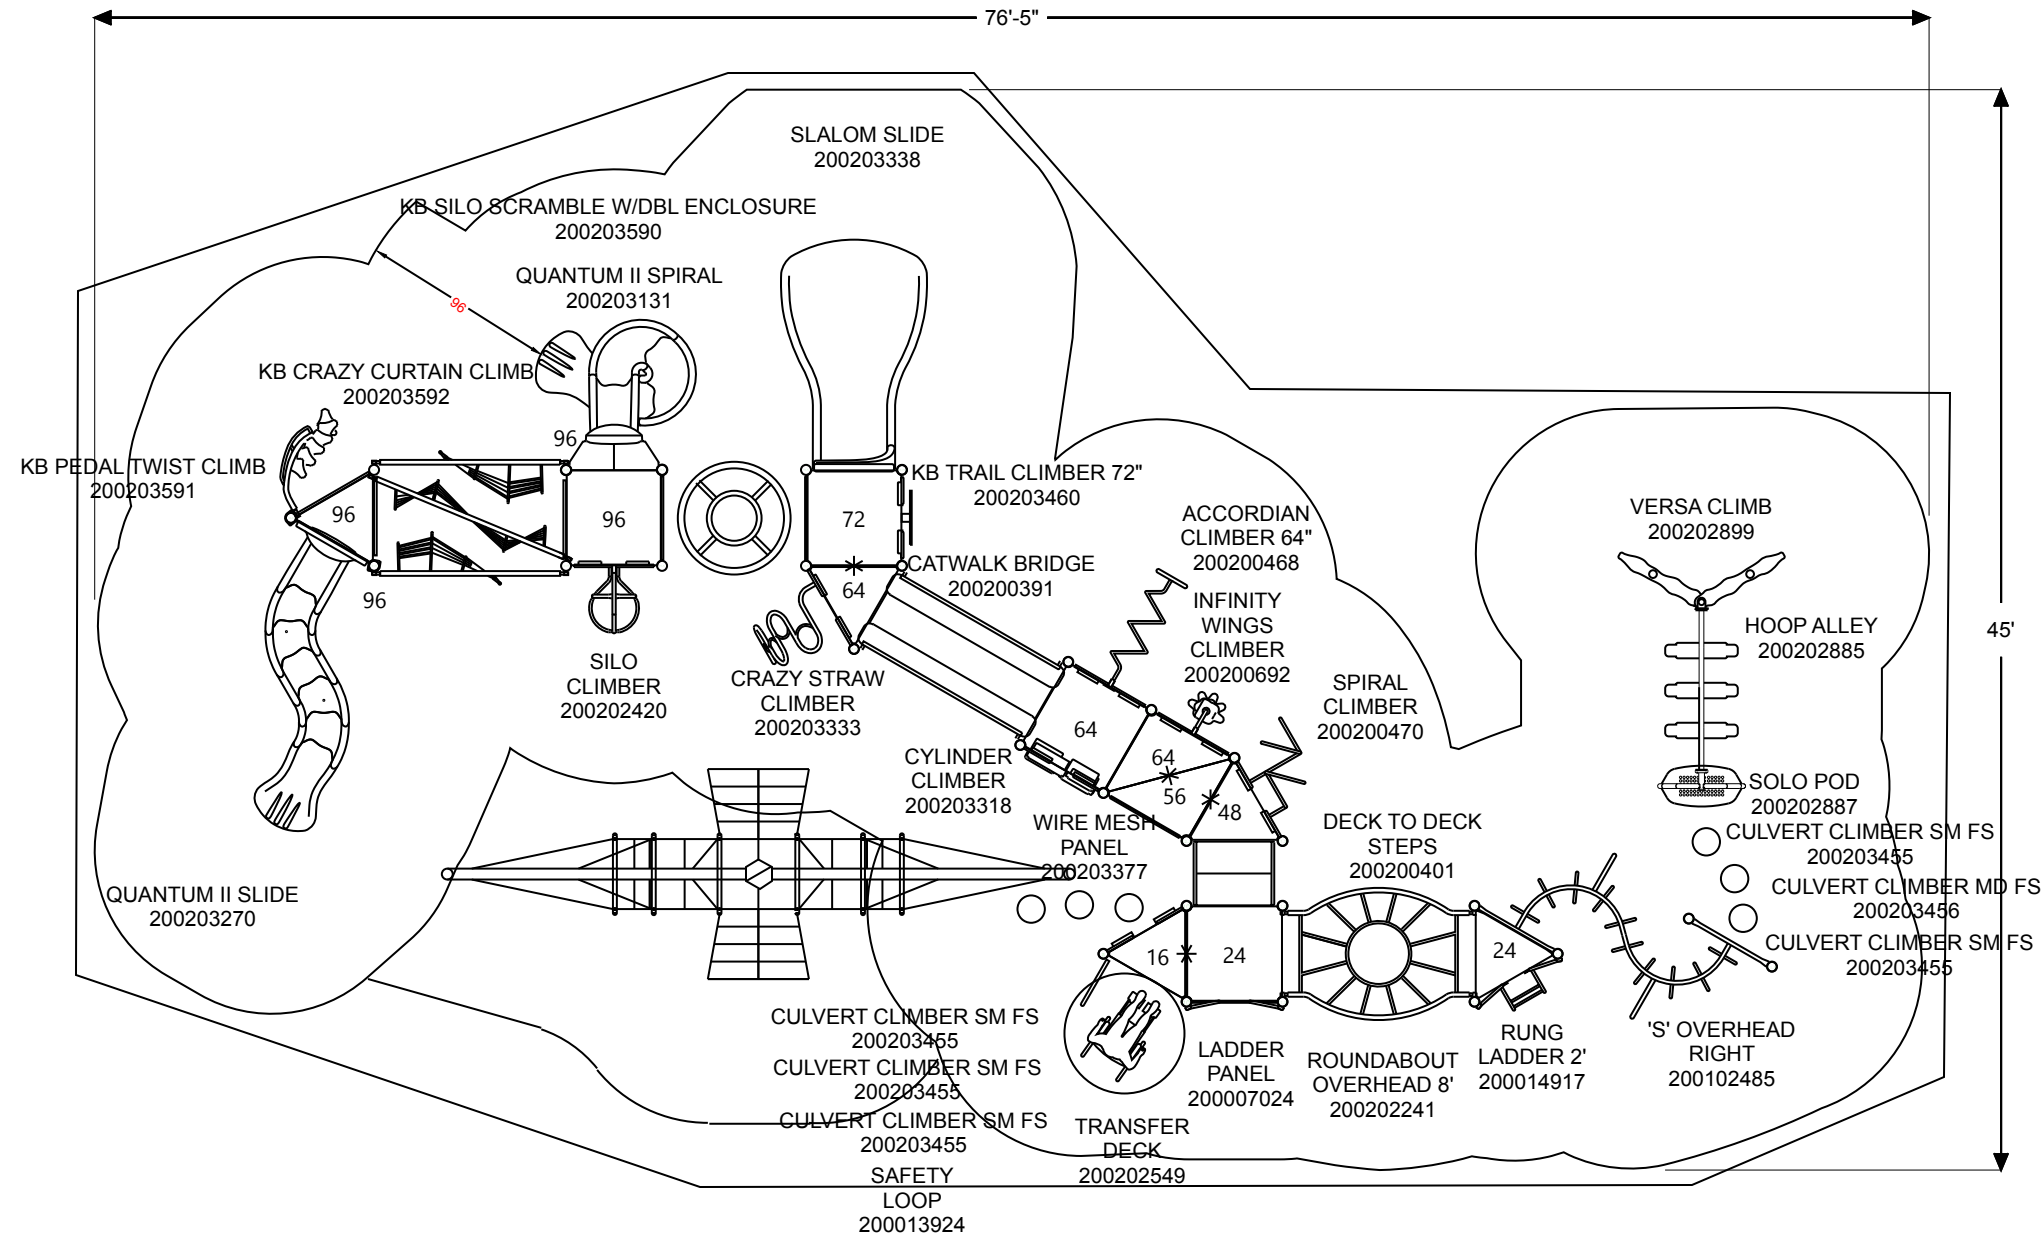 76'-5"
SLALOM SLIDE
200203338
KB SILO SCRAMBLE W/DBL ENCLOSURE
200203590
QUANTUM II SPIRAL
200203131
96
KB CRAZY CURTAIN CLIMB
200203592
96
KB PEDAL TWIST CLIMB
200203591
96
96
96
72
64
KB TRAIL CLIMBER 72"
200203460
CATWALK BRIDGE
200200391
ACCORDIAN
CLIMBER 64"
200200468
INFINITY
WINGS
CLIMBER
200200692
SPIRAL
CLIMBER
200200470
VERSA CLIMB
200202899
HOOP ALLEY
200202885
45'
SILO
CLIMBER
200202420
CRAZY STRAW
CLIMBER
200203333
CYLINDER
CLIMBER
200203318
64
64
56
48
WIRE MESH
PANEL
200203377
DECK TO DECK
STEPS
200200401
SOLO POD
200202887
CULVERT CLIMBER SM FS
200203455
CULVERT CLIMBER MD FS
200203456
CULVERT CLIMBER SM FS
200203455
QUANTUM II SLIDE
200203270
16
24
24
CULVERT CLIMBER SM FS
200203455
CULVERT CLIMBER SM FS
200203455
CULVERT CLIMBER SM FS
200203455
SAFETY
LOOP
200013924
TRANSFER
DECK
200202549
LADDER
PANEL
200007024
ROUNDABOUT
OVERHEAD 8'
200202241
RUNG
LADDER 2'
200014917
'S' OVERHEAD
RIGHT
200102485